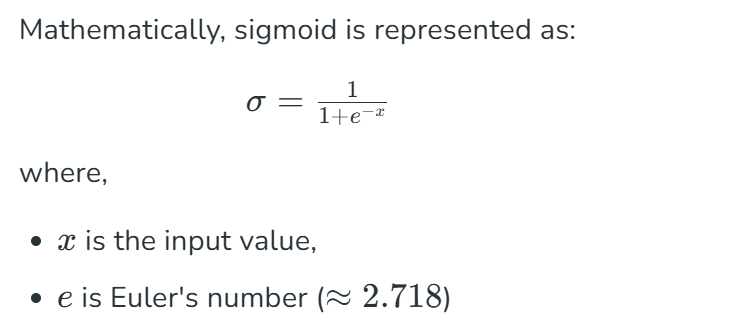 Mathematically, sigmoid is represented as:
σ = 1/(1+e^{−x})
where,
• x is the input value,
• e is Euler's number (≈ 2.718)